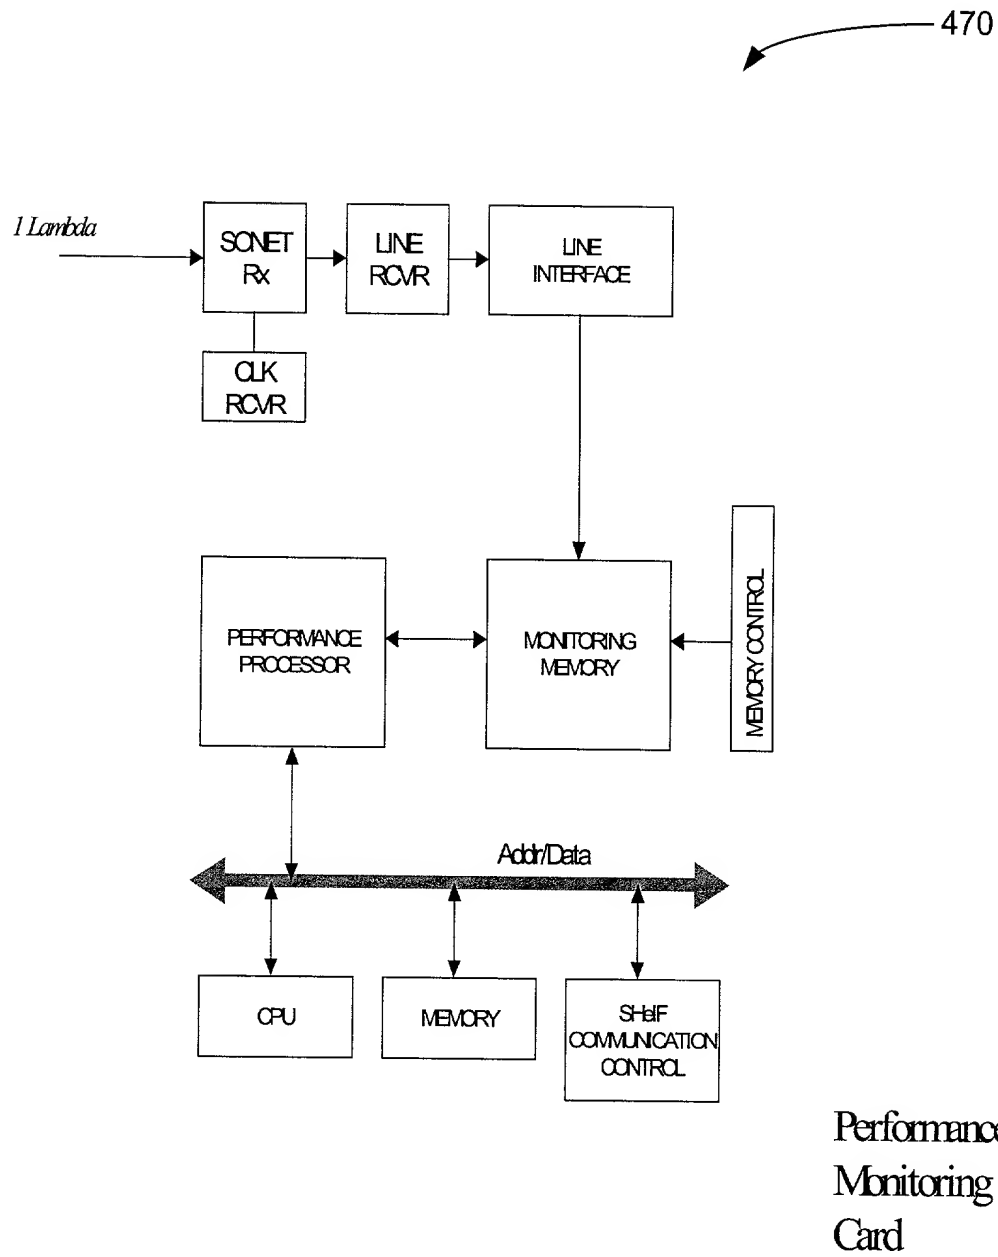 470
1 Lambda
SONET
Rx
LINE
RCVR
LINE
INTERFACE
CLK
RCVR
PERFORMANCE
PROCESSOR
MONITORING
MEMORY
MEMORY CONTROL
Addr/Data
CPU
MEMORY
SHelF
COMMUNICATION
CONTROL
Performance
Monitoring
Card